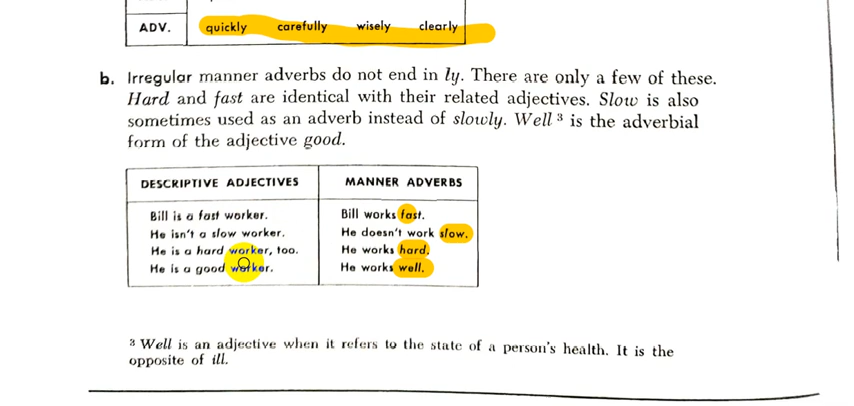 ADV. quickly carefully wisely clearly
b. Irregular manner adverbs do not end in ly. There are only a few of these.
Hard and fast are identical with their related adjectives. Slow is also
sometimes used as an adverb instead of slowly. Well ³ is the adverbial
form of the adjective good.
DESCRIPTIVE ADJECTIVES MANNER ADVERBS
Bill is a fast worker. Bill works fast.
He isn't a slow worker. He doesn't work slow.
He is a hard worker, too. He works hard.
He is a good worker. He works well.
³ Well is an adjective when it refers to the state of a person's health. It is the
opposite of ill.